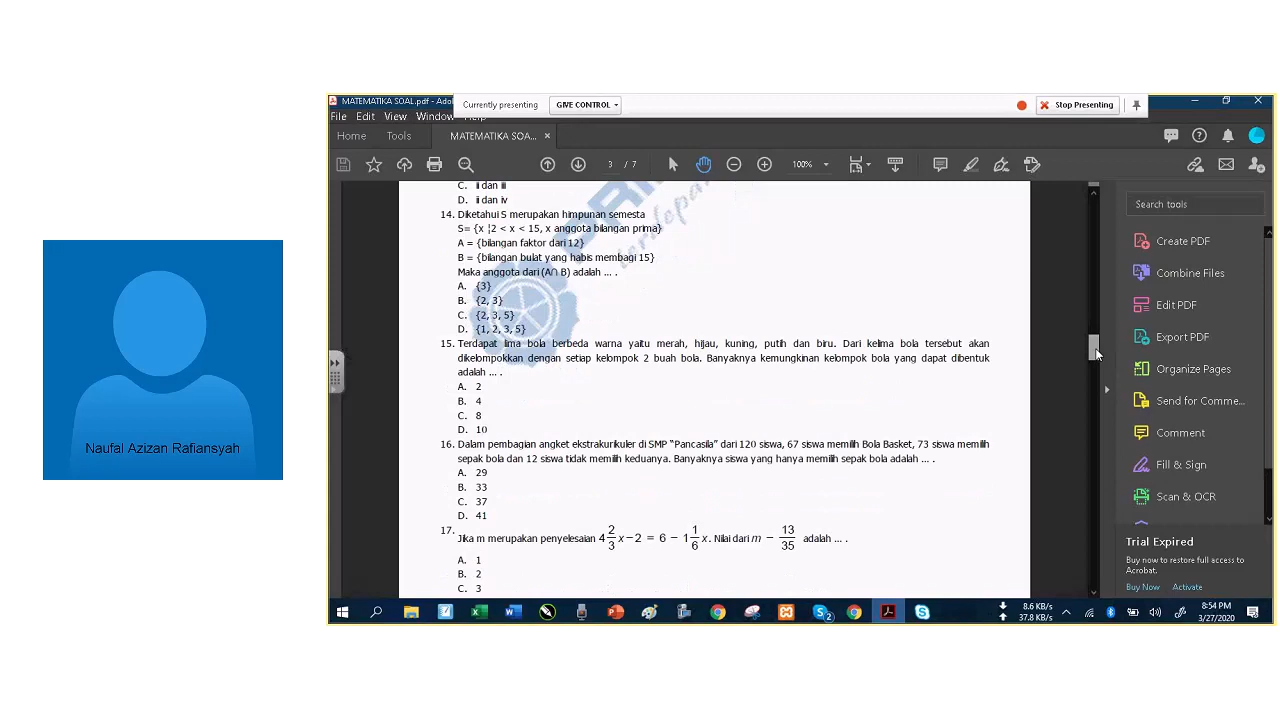 MATEMATIKA SOAL.pdf - Ado
Currently presenting
GIVE CONTROL
Stop Presenting
File Edit View Window Help
Home Tools MATEMATIKA SOA... ×
3 / 7
100%
Search tools
Create PDF
Combine Files
Edit PDF
Export PDF
Organize Pages
Send for Comme...
Comment
Fill & Sign
Scan & OCR
Trial Expired
Buy now to restore full access to
Acrobat.
Buy Now Activate
C. ii dan iii
D. ii dan iv
14. Diketahui S merupakan himpunan semesta
S= {x ¦2 < x < 15, x anggota bilangan prima}
A = {bilangan faktor dari 12}
B = {bilangan bulat yang habis membagi 15}
Maka anggota dari (A∩ B) adalah ... .
A. {3}
B. {2, 3}
C. {2, 3, 5}
D. {1, 2, 3, 5}
15. Terdapat lima bola berbeda warna yaitu merah, hijau, kuning, putih dan biru. Dari kelima bola tersebut akan
dikelompokkan dengan setiap kelompok 2 buah bola. Banyaknya kemungkinan kelompok bola yang dapat dibentuk
adalah ... .
A. 2
B. 4
C. 8
D. 10
16. Dalam pembagian angket ekstrakurikuler di SMP “Pancasila” dari 120 siswa, 67 siswa memilih Bola Basket, 73 siswa memilih
sepak bola dan 12 siswa tidak memilih keduanya. Banyaknya siswa yang hanya memilih sepak bola adalah ... .
A. 29
B. 33
C. 37
D. 41
17. Jika m merupakan penyelesaian 4 2/3 x − 2 = 6 − 1 1/6 x. Nilai dari m − 13/35 adalah ... .
A. 1
B. 2
C. 3
terdepan
Naufal Azizan Rafiansyah
8.6 KB/s
37.8 KB/s
8:54 PM
3/27/2020